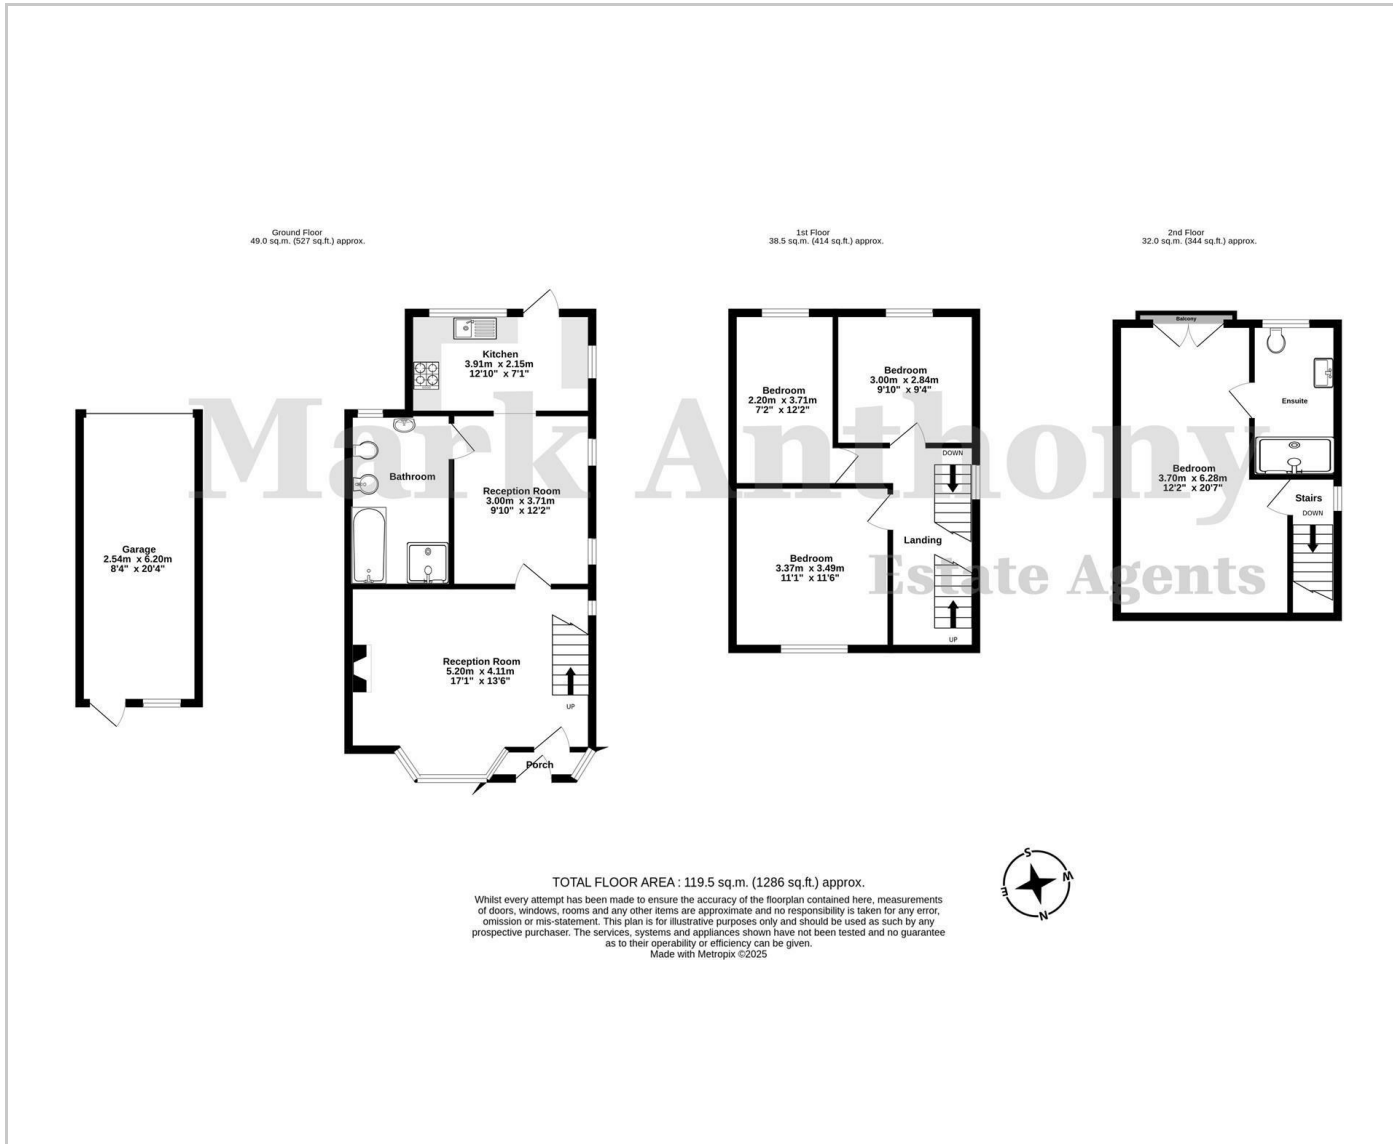 Ground Floor
49.0 sq.m. (527 sq.ft.) approx.
1st Floor
38.5 sq.m. (414 sq.ft.) approx.
2nd Floor
32.0 sq.m. (344 sq.ft.) approx.
Kitchen
3.91m x 2.15m
12'10" x 7'1"
Bathroom
Reception Room
3.00m x 3.71m
9'10" x 12'2"
Garage
2.54m x 6.20m
8'4" x 20'4"
Reception Room
5.20m x 4.11m
17'1" x 13'6"
UP
Porch
Bedroom
2.20m x 3.71m
7'2" x 12'2"
Bedroom
3.00m x 2.84m
9'10" x 9'4"
DOWN
Landing
Bedroom
3.37m x 3.49m
11'1" x 11'6"
UP
Balcony
Ensuite
Bedroom
3.70m x 6.28m
12'2" x 20'7"
Stairs
DOWN
Mark Anthony
Estate Agents
S
W
E
N
TOTAL FLOOR AREA : 119.5 sq.m. (1286 sq.ft.) approx.
Whilst every attempt has been made to ensure the accuracy of the floorplan contained here, measurements
of doors, windows, rooms and any other items are approximate and no responsibility is taken for any error,
omission or mis-statement. This plan is for illustrative purposes only and should be used as such by any
prospective purchaser. The services, systems and appliances shown have not been tested and no guarantee
as to their operability or efficiency can be given.
Made with Metropix ©2025